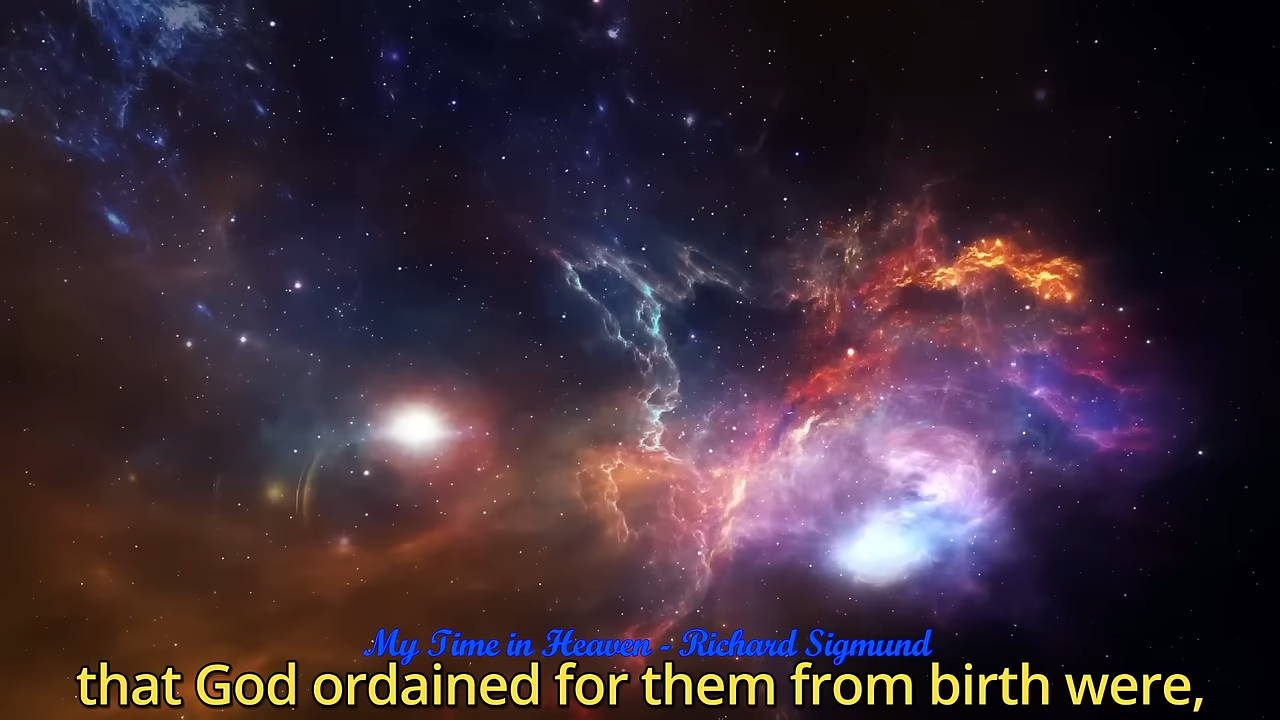 My Time in Heaven - Richard Sigmund
that God ordained for them from birth were,